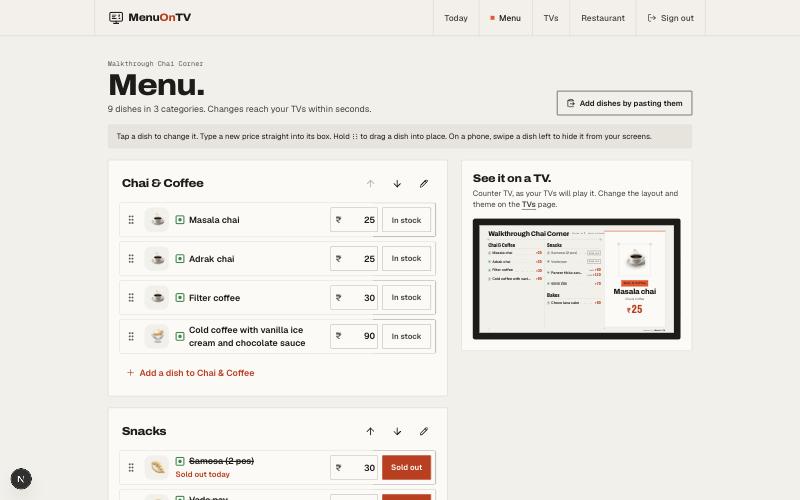 MenuOnTV
Today
Menu
TVs
Restaurant
Sign out
Walkthrough Chai Corner
Menu.
9 dishes in 3 categories. Changes reach your TVs within seconds.
Add dishes by pasting them
Tap a dish to change it. Type a new price straight into its box. Hold ⠿ to drag a dish into place. On a phone, swipe a dish left to hide it from your screens.
Chai & Coffee
Masala chai ₹ 25 In stock
Adrak chai ₹ 25 In stock
Filter coffee ₹ 30 In stock
Cold coffee with vanilla ice
cream and chocolate sauce ₹ 90 In stock
+ Add a dish to Chai & Coffee
Snacks
Samosa (2 pcs) ₹ 30 Sold out
Sold out today
See it on a TV.
Counter TV, as your TVs will play it. Change the layout and
theme on the TVs page.
Walkthrough Chai Corner
Chai & Coffee
Masala chai
Adrak chai
Filter coffee
Snacks
Bakes
Masala chai
₹25
N